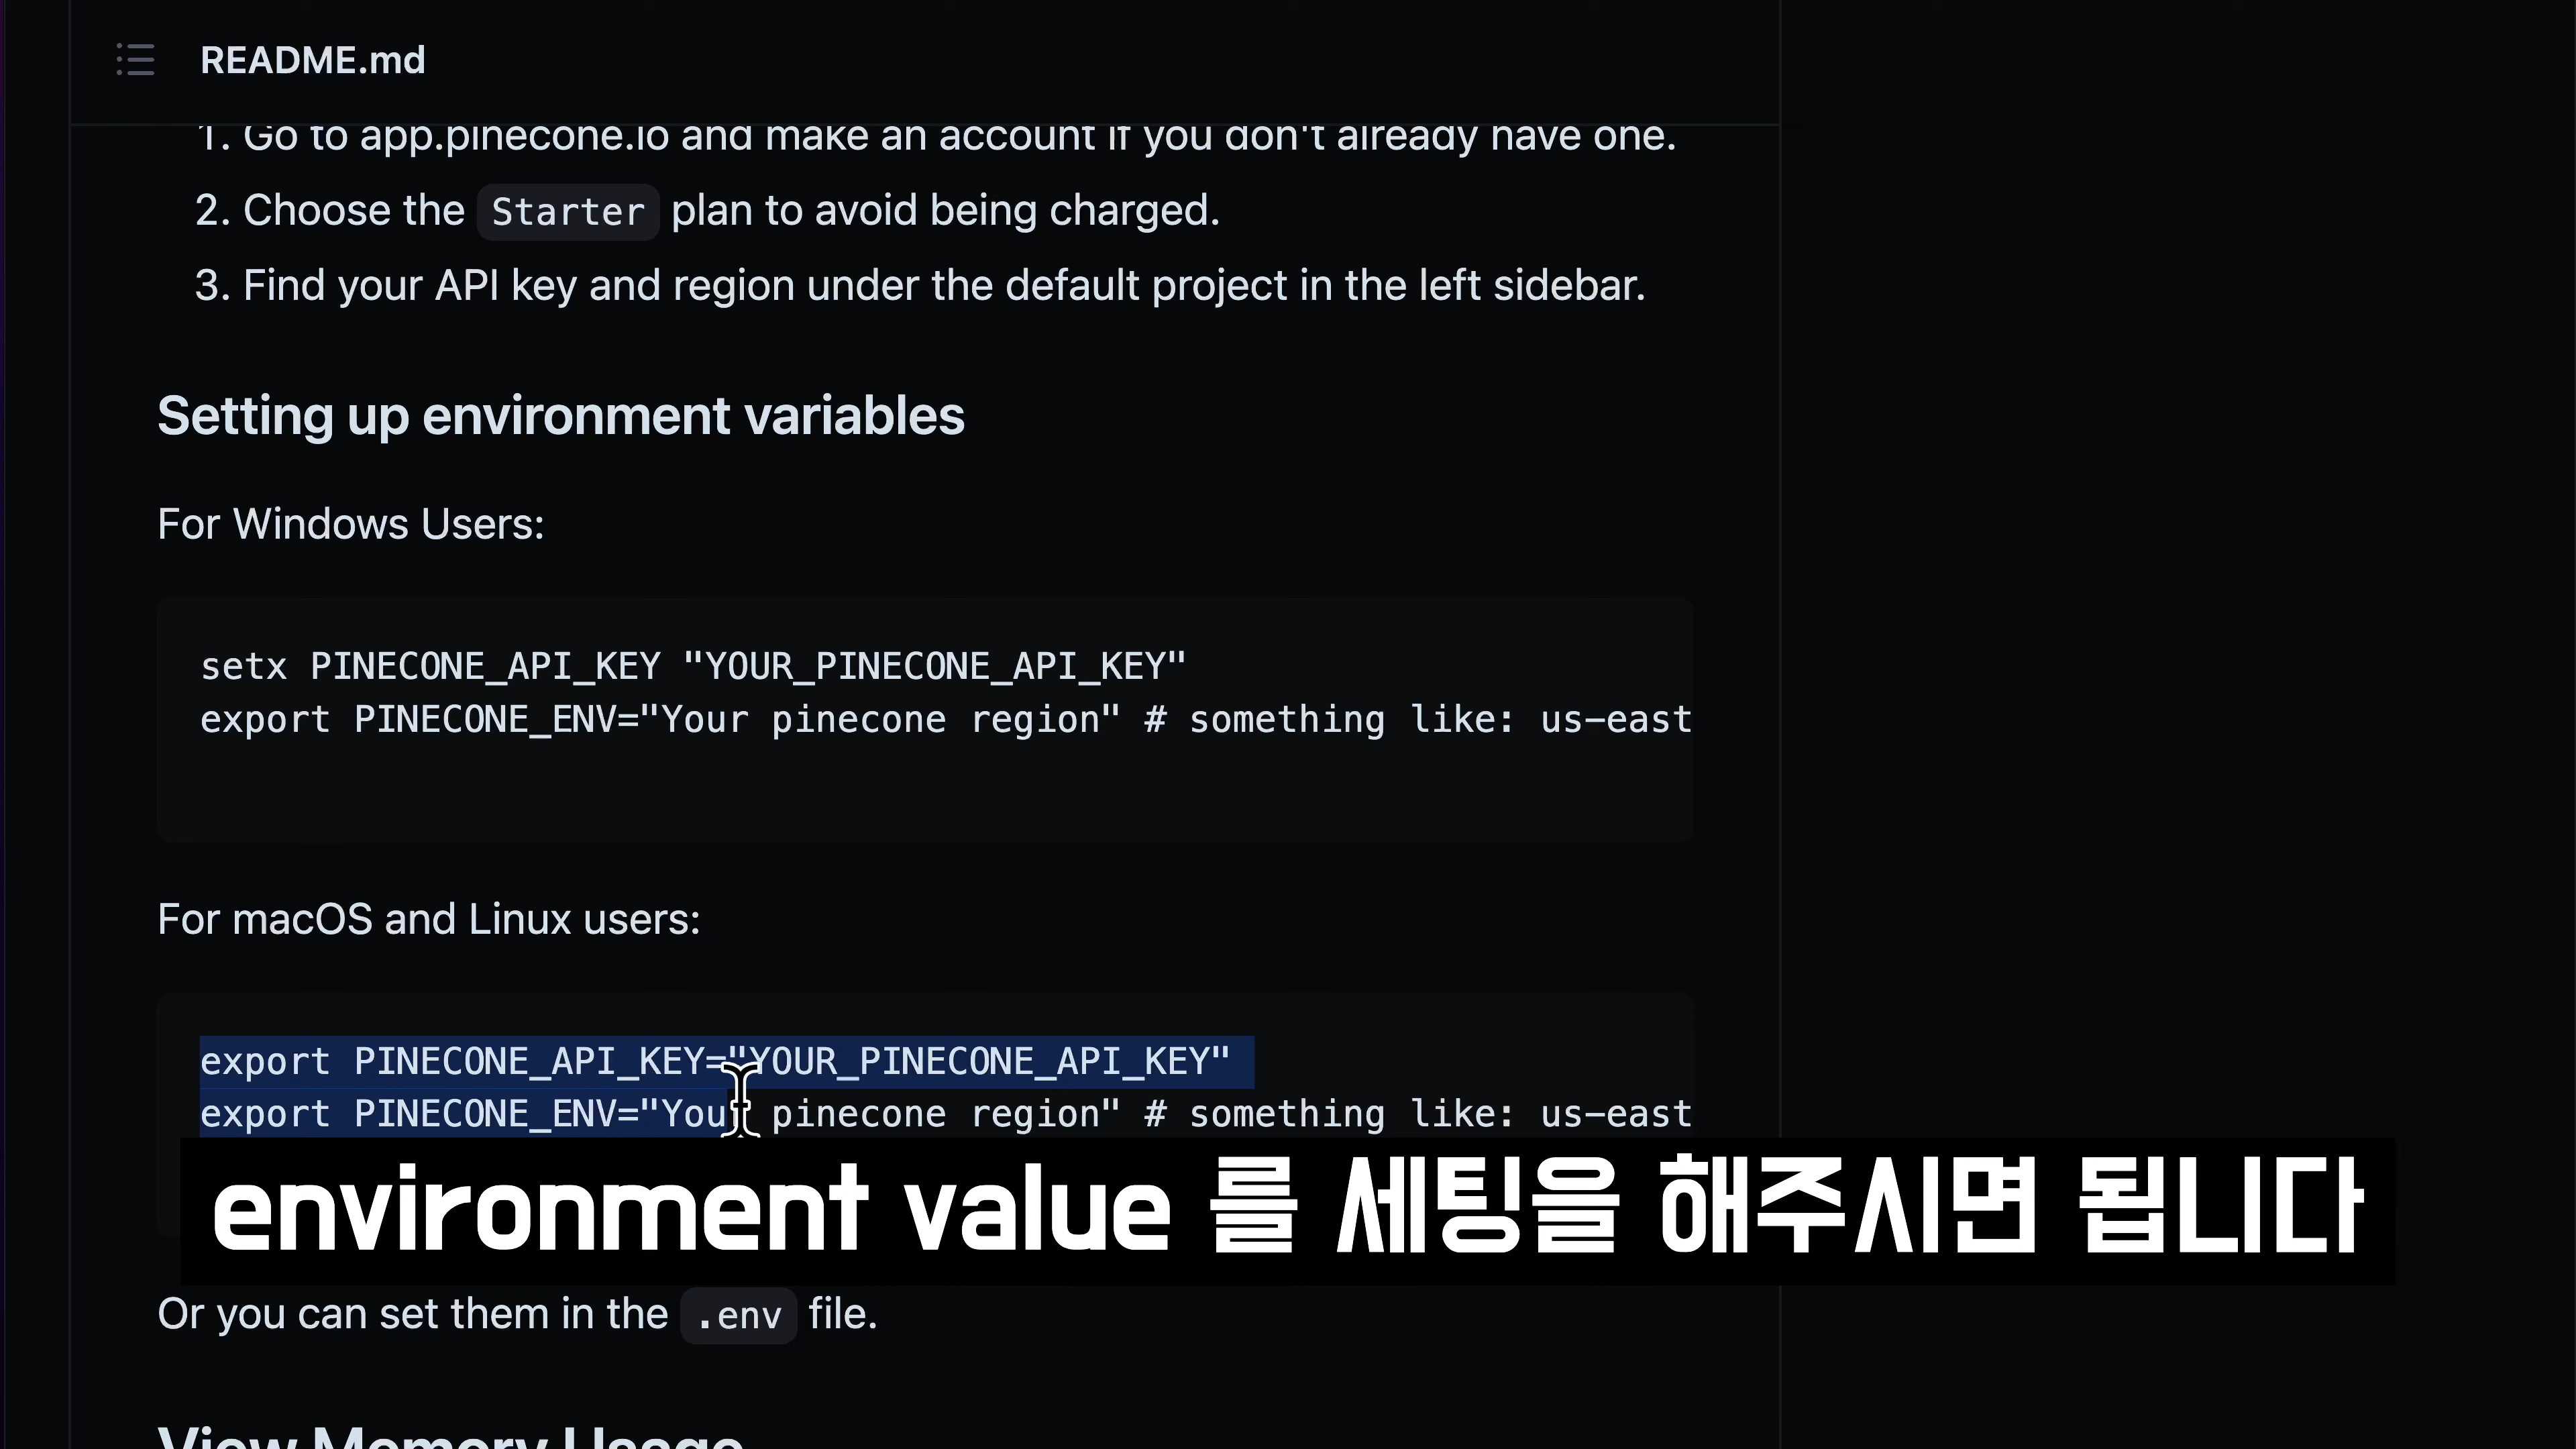 README.md
1. Go to app.pinecone.io and make an account if you don't already have one.
2. Choose the Starter plan to avoid being charged.
3. Find your API key and region under the default project in the left sidebar.
Setting up environment variables
For Windows Users:
setx PINECONE_API_KEY "YOUR_PINECONE_API_KEY"
export PINECONE_ENV="Your pinecone region" # something like: us-east
For macOS and Linux users:
export PINECONE_API_KEY="YOUR_PINECONE_API_KEY"
export PINECONE_ENV="Your pinecone region" # something like: us-east
environment value 를 세팅을 해주시면 됩니다
Or you can set them in the .env file.
View Memory Usage